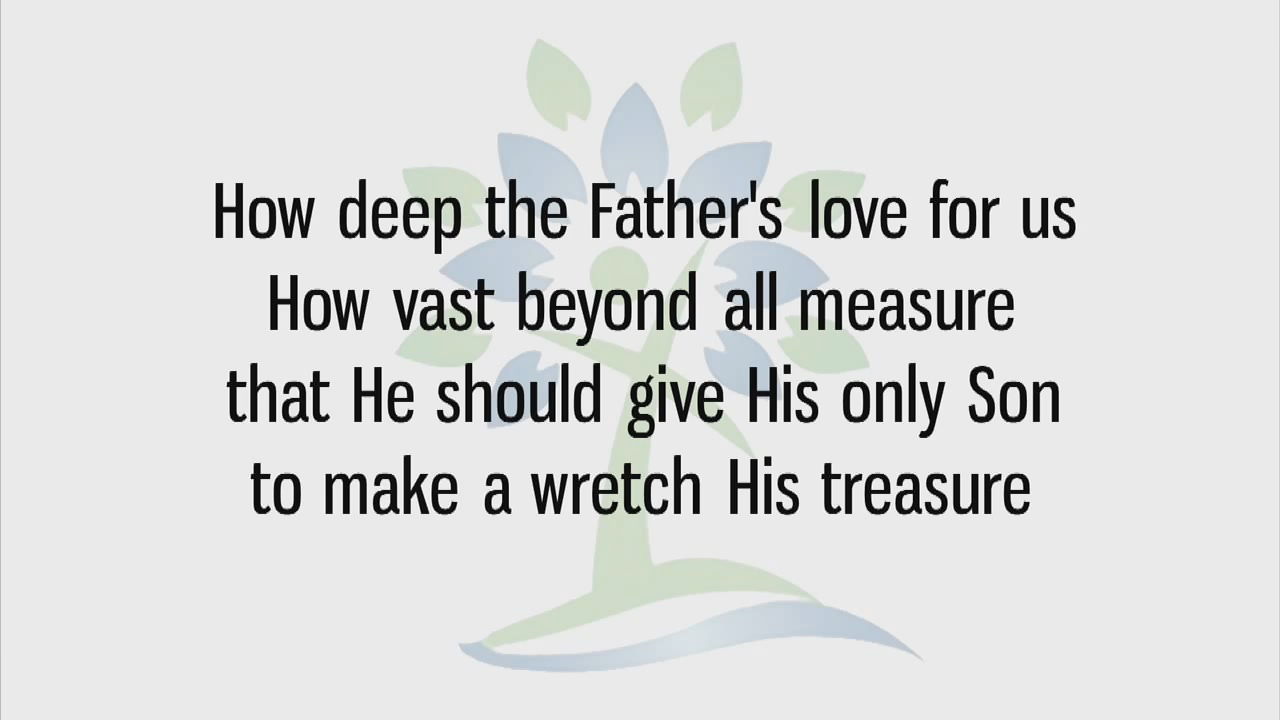 How deep the Father's love for us
How vast beyond all measure
that He should give His only Son
to make a wretch His treasure